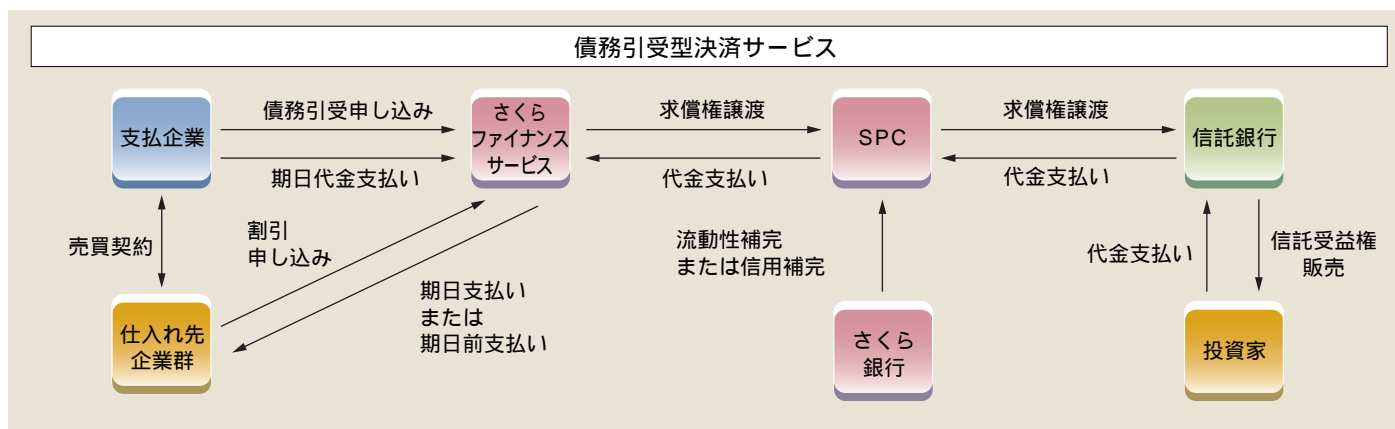 債務引受型決済サービス
支払企業
債務引受申し込み
期日代金支払い
さくら
ファイナンス
サービス
求償権譲渡
代金支払い
SPC
求償権譲渡
代金支払い
信託銀行
売買契約
割引
申し込み
期日支払い
または
期日前支払い
流動性補完
または信用補完
代金支払い
信託受益権
販売
仕入れ先
企業群
さくら
銀行
投資家